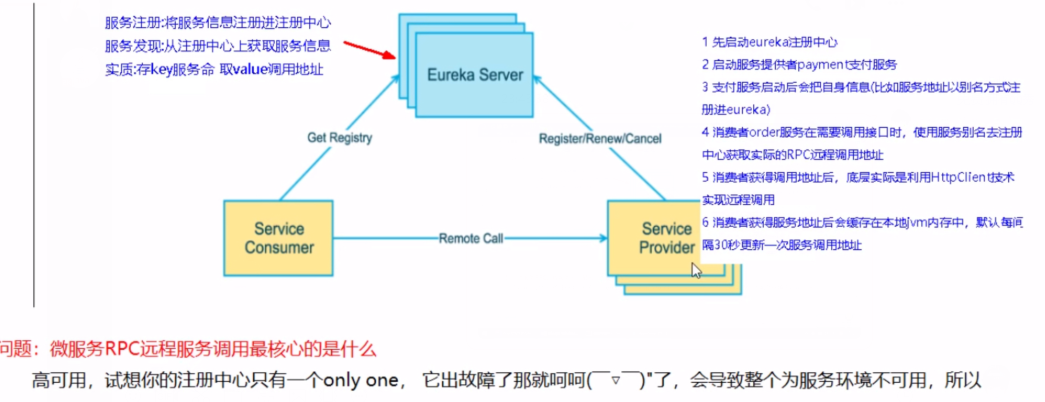 服务注册:将服务信息注册进注册中心
服务发现:从注册中心上获取服务信息
实质:存key服务命 取value调用地址
Eureka Server
Get Registry
Register/Renew/Cancel
Service
Consumer
Remote Call
Service
Provider
1 先启动eureka注册中心
2 启动服务提供者payment支付服务
3 支付服务启动后会把自身信息(比如服务地址以别名方式注
册进eureka)
4 消费者order服务在需要调用接口时，使用服务别名去注册
中心获取实际的RPC远程调用地址
5 消费者获得调用地址后，底层实际是利用HttpClient技术
实现远程调用
6 消费者获得服务地址后会缓存在本地jvm内存中，默认每间
隔30秒更新一次服务调用地址
问题：微服务RPC远程服务调用最核心的是什么
高可用，试想你的注册中心只有一个only one， 它出故障了那就呵呵(￣▽￣)"了，会导致整个为服务环境不可用，所以